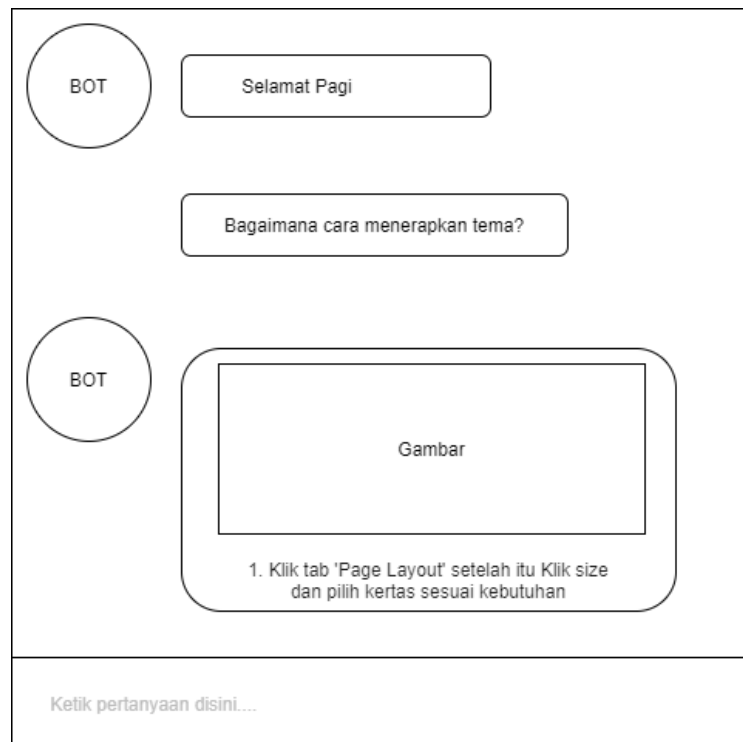 BOT
Selamat Pagi
Bagaimana cara menerapkan tema?
BOT
Gambar
1. Klik tab 'Page Layout' setelah itu Klik size
dan pilih kertas sesuai kebutuhan
Ketik pertanyaan disini....